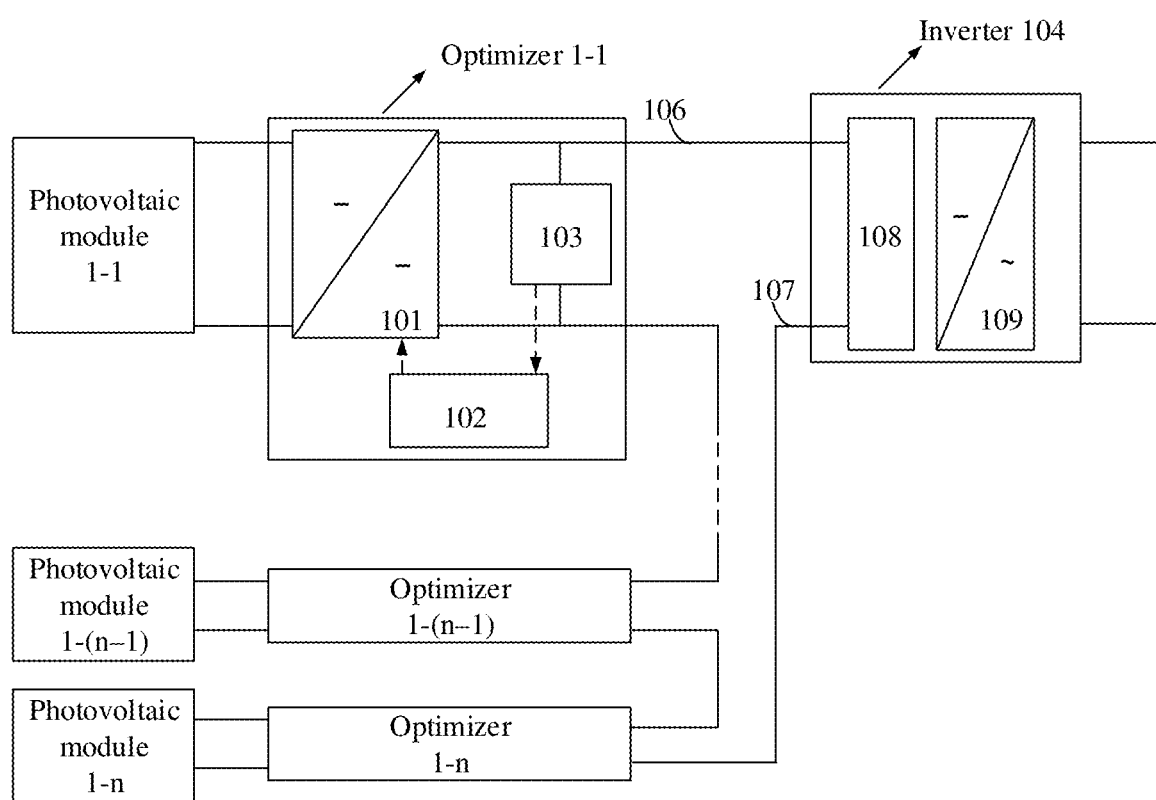 Inverter 104
Optimizer 1-1
106
Photovoltaic
module
1-1
103
108
101
107
109
102
Photovoltaic
module
1-(n–1)
Optimizer
1-(n–1)
Photovoltaic
module
1-n
Optimizer
1-n